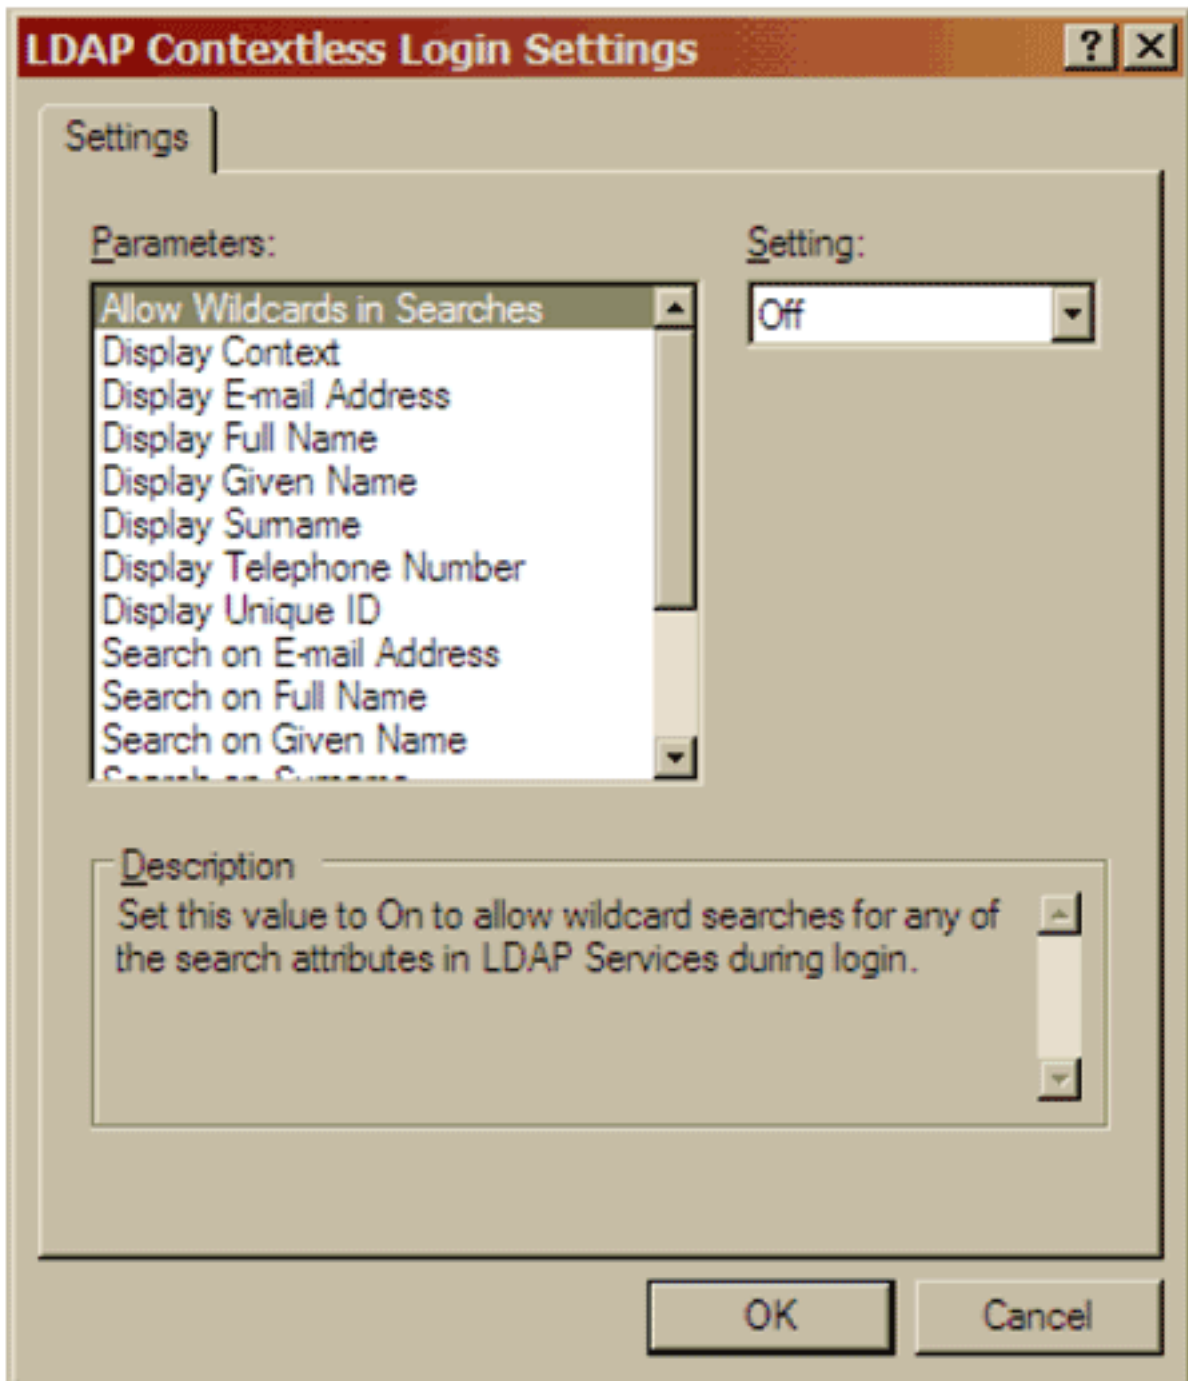 LDAP Contextless Login Settings
Settings
Parameters:
Setting:
Allow Wildcards in Searches
Off
Display Context
Display E-mail Address
Display Full Name
Display Given Name
Display Surname
Display Telephone Number
Display Unique ID
Search on E-mail Address
Search on Full Name
Search on Given Name
Search on Surname
Description
Set this value to On to allow wildcard searches for any of
the search attributes in LDAP Services during login.
OK
Cancel